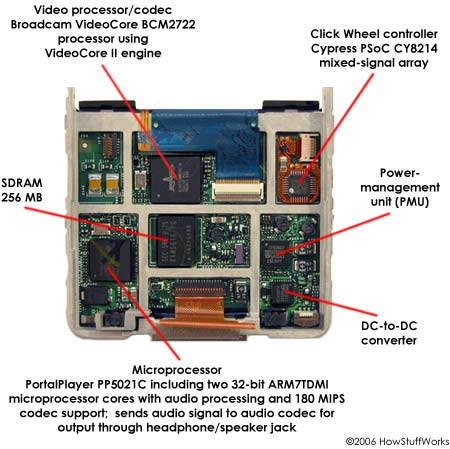 Video processor/codec
Broadcam VideoCore BCM2722
processor using
VideoCore II engine
Click Wheel controller
Cypress PSoC CY8214
mixed-signal array
SDRAM
256 MB
Power-
management
unit (PMU)
DC-to-DC
converter
Microprocessor
PortalPlayer PP5021C including two 32-bit ARM7TDMI
microprocessor cores with audio processing and 180 MIPS
codec support;  sends audio signal to audio codec for
output through headphone/speaker jack
©2006 HowStuffWorks